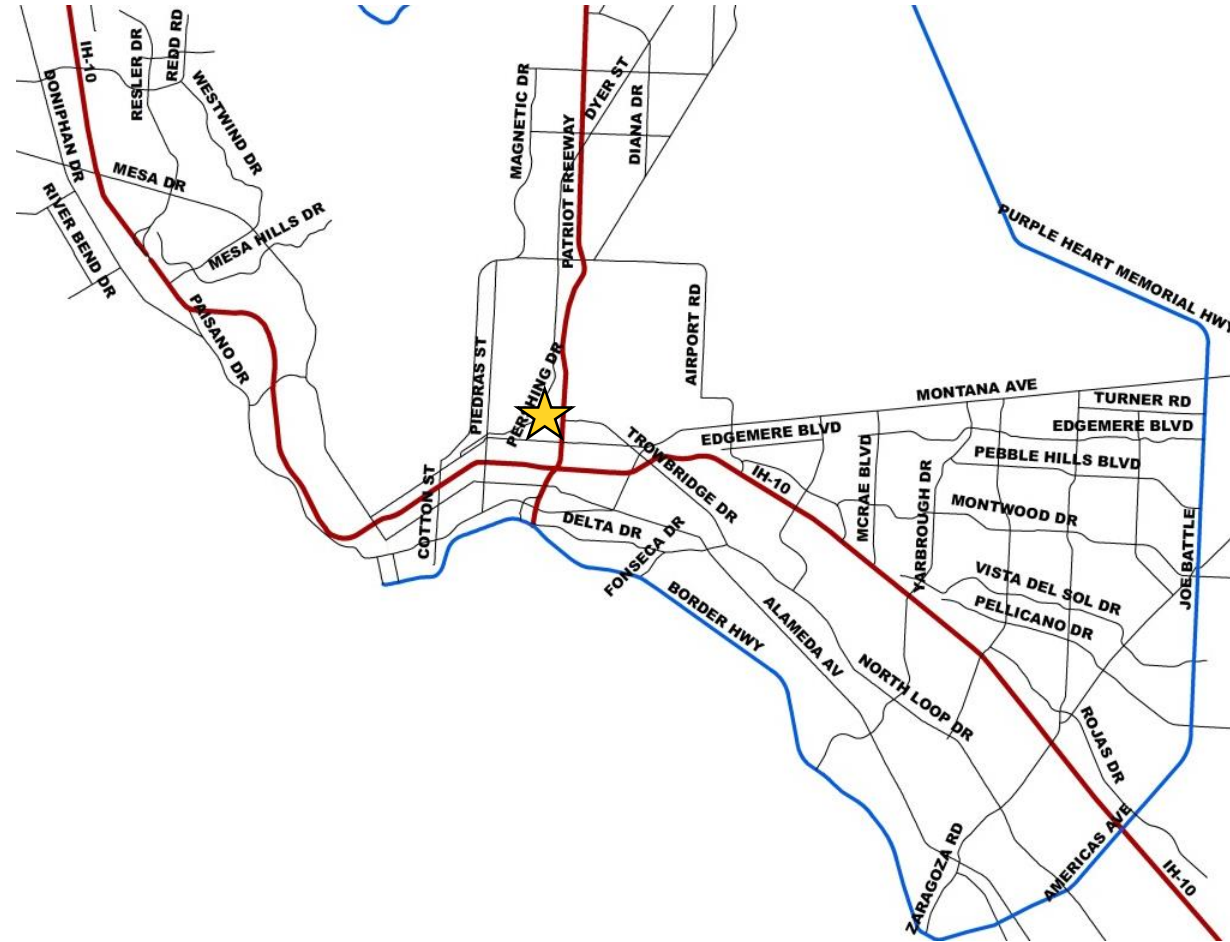 IH-10
DONIPHAN DR
RESLER DR
REDD RD
WESTWIND DR
MESA DR
RIVER BEND DR
MESA HILLS DR
PAISANO DR
MAGNETIC DR
PATRIOT FREEWAY
DYER ST
DIANA DR
PURPLE HEART MEMORIAL HWY
PIEDRAS ST
AIRPORT RD
MONTANA AVE
TURNER RD
EDGEMERE BLVD
EDGEMERE BLVD
TROWBRIDGE DR
COTTON ST
IH-10
MCRAE BLVD
YARBROUGH DR
PEBBLE HILLS BLVD
MONTWOOD DR
JOE BATTLE
DELTA DR
FONSECA DR
VISTA DEL SOL DR
PELLICANO DR
BORDER HWY
ALAMEDA AV
NORTH LOOP DR
ROJAS DR
ZARAGOZA RD
AMERICAS AVE
IH-10